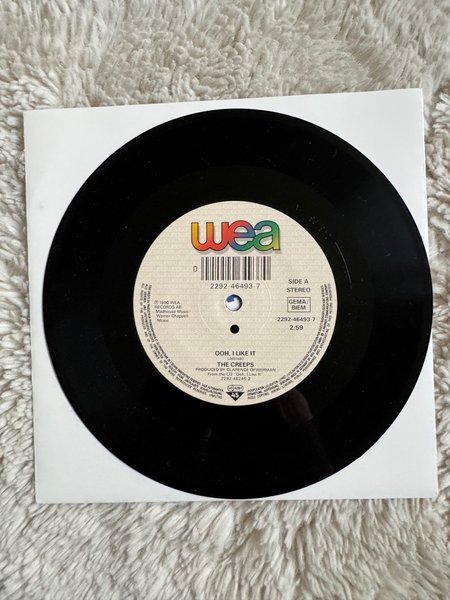 wea
0
2292 46493 7
SIDE A
STEREO
GEMA/
BIEM
2292-46493-7
2:59
℗ 1990 WEA
RECORDS AB
Madhouse Music/
Warner Chappell
Music
OOH, I LIKE IT
(Jelinek)
THE CREEPS
PRODUCED BY CLARENCE ÖFWERMAN
From the CD "Ooh, I Like It"
2292 46246 2
45